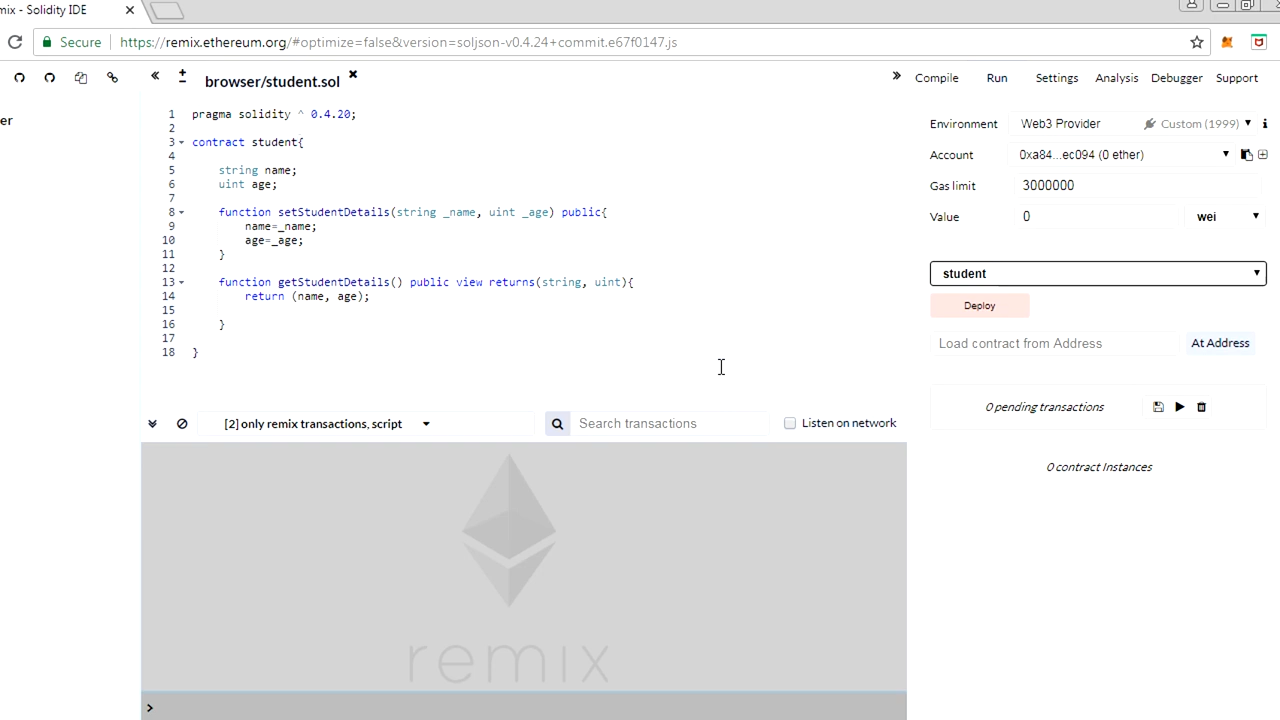 mix - Solidity IDE
Secure https://remix.ethereum.org/#optimize=false&version=soljson-v0.4.24+commit.e67f0147.js
browser/student.sol
Compile Run Settings Analysis Debugger Support
er
1 pragma solidity ^ 0.4.20;
2
3 contract student{
4
5 string name;
6 uint age;
7
8 function setStudentDetails(string _name, uint _age) public{
9 name=_name;
10 age=_age;
11 }
12
13 function getStudentDetails() public view returns(string, uint){
14 return (name, age);
15
16 }
17
18 }
Environment Web3 Provider Custom (1999)
Account 0xa84...ec094 (0 ether)
Gas limit 3000000
Value 0 wei
student
Deploy
Load contract from Address At Address
0 pending transactions
0 contract Instances
[2] only remix transactions, script Search transactions Listen on network
remix
>